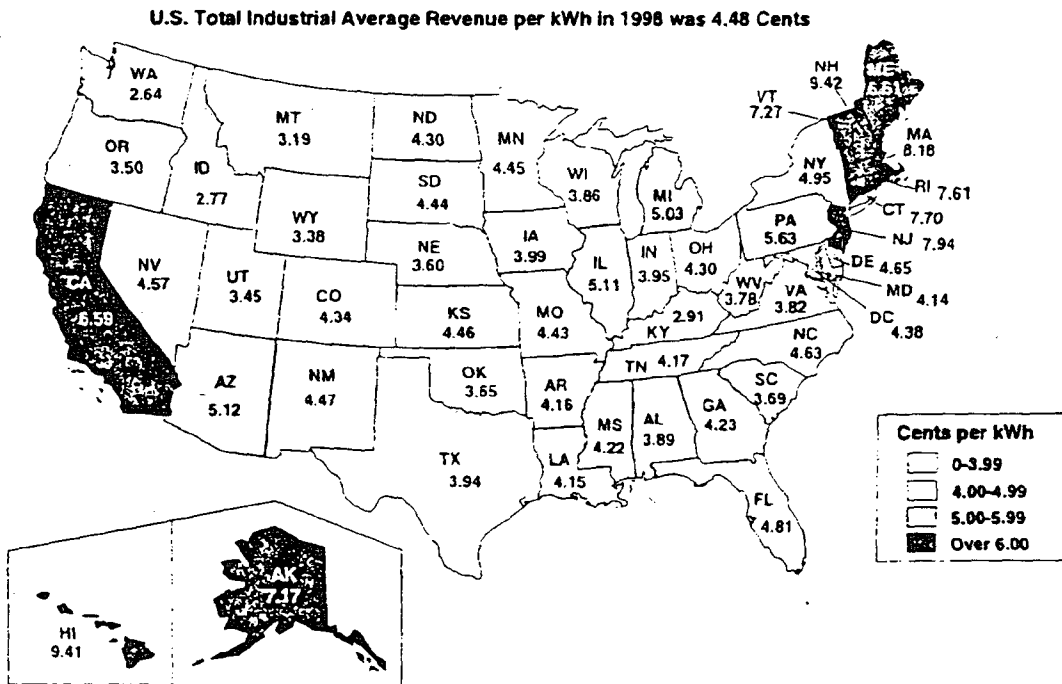 U.S. Total Industrial Average Revenue per kWh in 1998 was 4.48 Cents
WA
2.64
OR
3.50
ID
2.77
MT
3.19
ND
4.30
MN
4.45
SD
4.44
WY
3.38
WI
3.86
MI
5.03
NH
9.42
VT
7.27
ME
6.61
NY
4.95
MA
8.18
RI 7.61
CT
7.70
NJ
7.94
PA
5.63
DE
4.65
MD
4.14
DC
4.38
CA
6.59
NV
4.57
UT
3.45
CO
4.34
NE
3.60
IA
3.99
IL
5.11
IN
3.95
OH
4.30
WV
3.78
VA
3.82
KS
4.46
MO
4.43
2.91
KY
TN 4.17
NC
4.63
SC
3.69
AZ
5.12
NM
4.47
OK
3.65
AR
4.16
MS
4.22
AL
3.89
GA
4.23
TX
3.94
LA
4.15
FL
4.81
AK
7.17
HI
9.41
Cents per kWh
0-3.99
4.00-4.99
5.00-5.99
Over 6.00